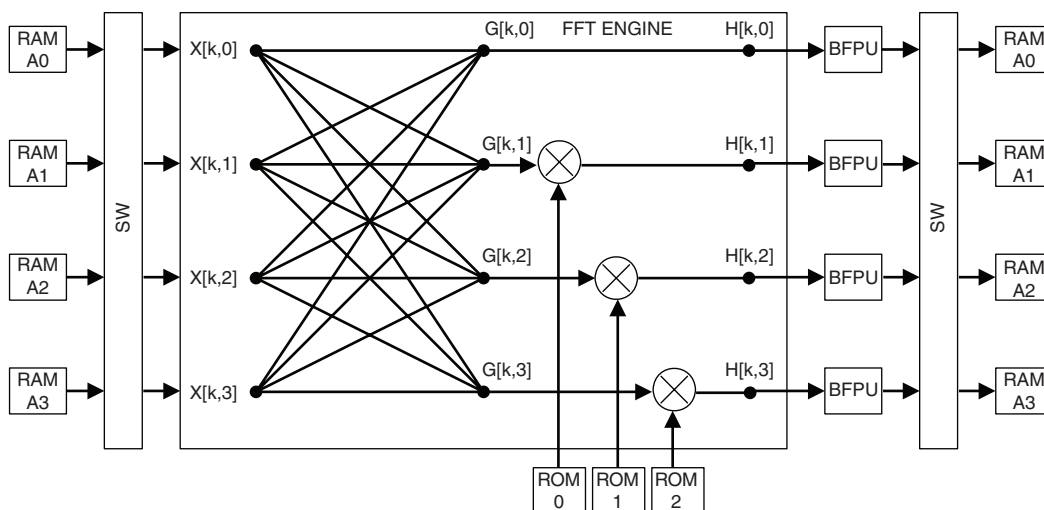 RAM
A0
SW
X[k,0]
G[k,0]
FFT ENGINE
H[k,0]
BFPU
SW
RAM
A0
RAM
A1
X[k,1]
G[k,1]
H[k,1]
BFPU
RAM
A1
RAM
A2
X[k,2]
G[k,2]
H[k,2]
BFPU
RAM
A2
RAM
A3
X[k,3]
G[k,3]
H[k,3]
BFPU
RAM
A3
ROM
0
ROM
1
ROM
2